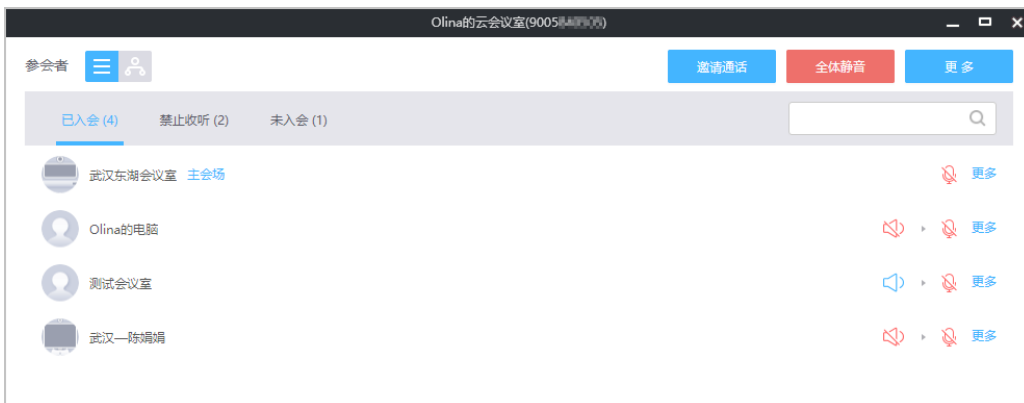 Olina的云会议室(9005
参会者 邀请通话 全体静音 更多
已入会 (4) 禁止收听 (2) 未入会 (1)
武汉东湖会议室 主会场 更多
Olina的电脑 更多
测试会议室 更多
武汉—陈娟娟 更多